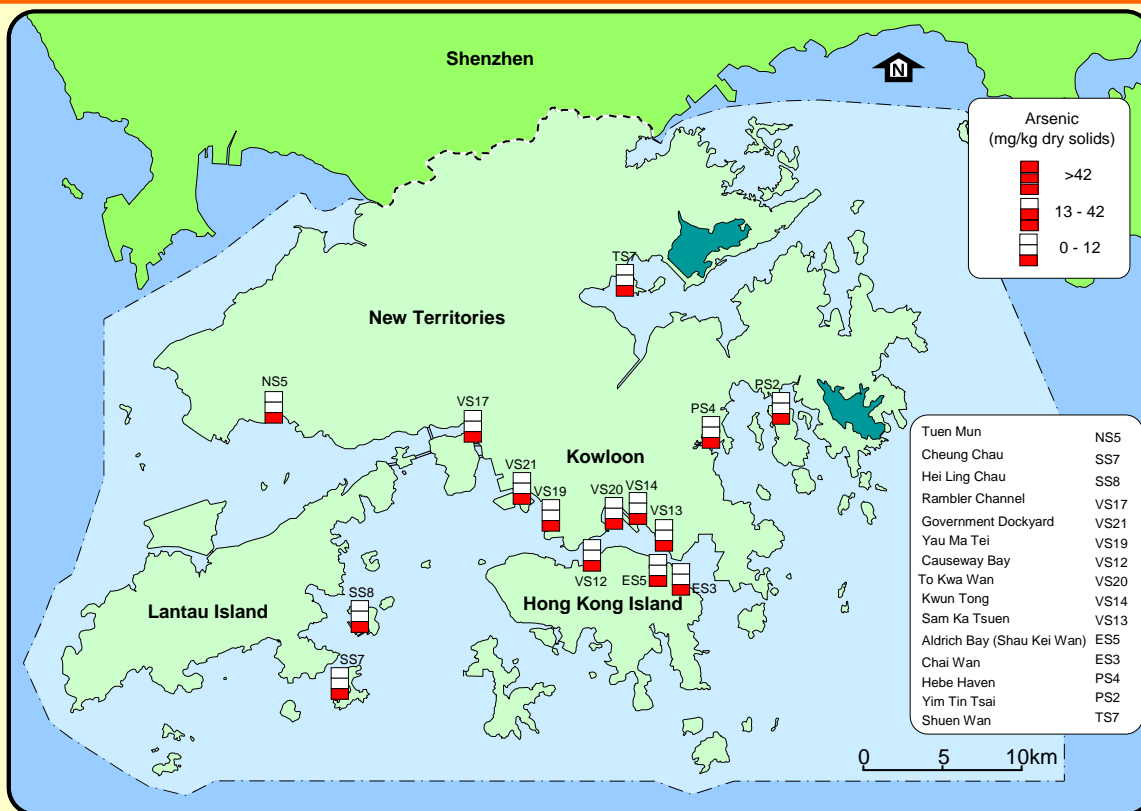 Shenzhen
N
Arsenic
(mg/kg dry solids)
>42
13 - 42
0 - 12
TS7
New Territories
NS5
VS17
PS4
PS2
Kowloon
VS21
VS19
VS20
VS14
VS13
VS12
ES5
ES3
Hong Kong Island
Lantau Island
SS8
SS7
Tuen Mun NS5
Cheung Chau SS7
Hei Ling Chau SS8
Rambler Channel VS17
Government Dockyard VS21
Yau Ma Tei VS19
Causeway Bay VS12
To Kwa Wan VS20
Kwun Tong VS14
Sam Ka Tsuen VS13
Aldrich Bay (Shau Kei Wan) ES5
Chai Wan ES3
Hebe Haven PS4
Yim Tin Tsai PS2
Shuen Wan TS7
0 5 10km